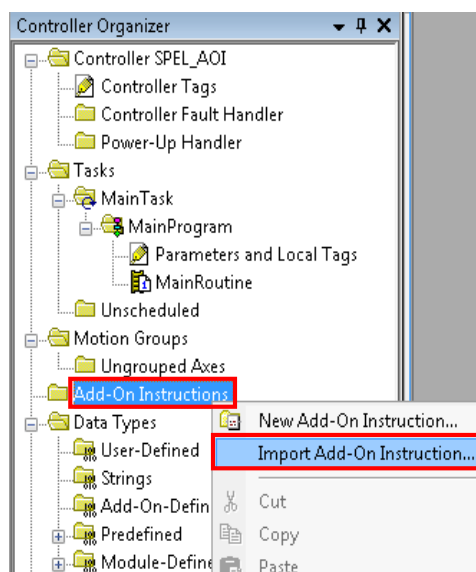 Controller Organizer
Controller SPEL_AOI
Controller Tags
Controller Fault Handler
Power-Up Handler
Tasks
MainTask
MainProgram
Parameters and Local Tags
MainRoutine
Unscheduled
Motion Groups
Ungrouped Axes
Add-On Instructions
Data Types
User-Defined
Strings
Add-On-Defin
Predefined
Module-Define
New Add-On Instruction...
Import Add-On Instruction...
Cut
Copy
Paste